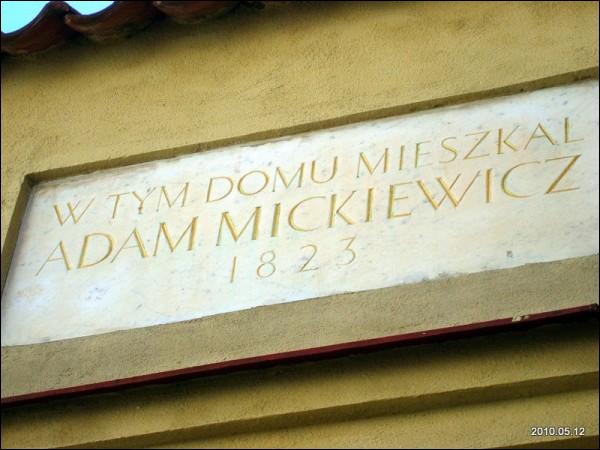 W TYM DOMU MIESZKAL
ADAM MICKIEWICZ
1823
2010.05.12